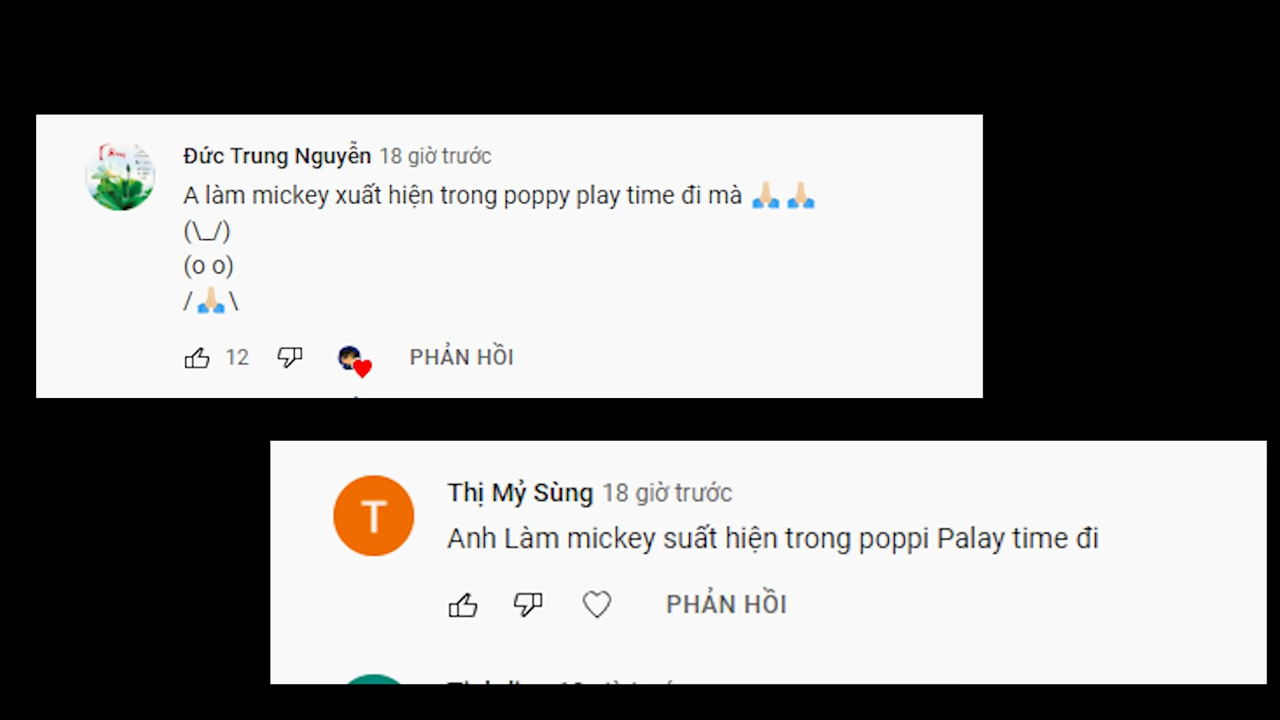 Đức Trung Nguyễn 18 giờ trước
A làm mickey xuất hiện trong poppy play time đi mà 🙏🏼🙏🏼
(\_/)
(o o)
/🙏🏼\
12 PHẢN HỒI
T
Thị Mỷ Sùng 18 giờ trước
Anh Làm mickey suất hiện trong poppi Palay time đi
PHẢN HỒI